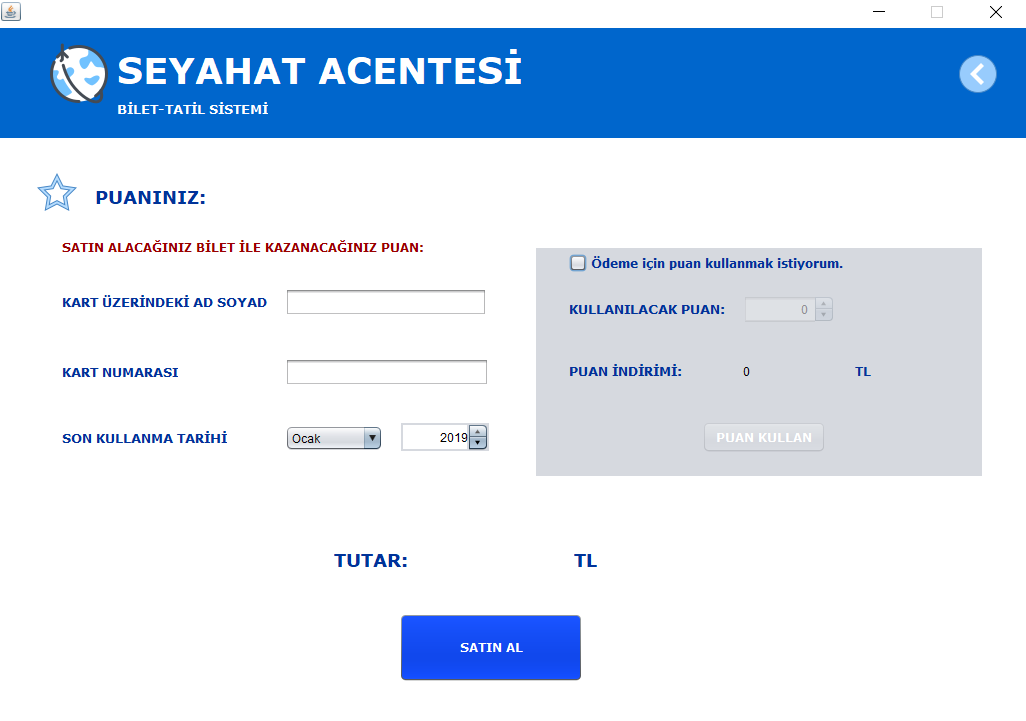 SEYAHAT ACENTESİ
BİLET-TATİL SİSTEMİ
PUANINIZ:
SATIN ALACAĞINIZ BİLET İLE KAZANACAĞINIZ PUAN:
KART ÜZERİNDEKİ AD SOYAD
KART NUMARASI
SON KULLANMA TARİHİ Ocak 2019
Ödeme için puan kullanmak istiyorum.
KULLANILACAK PUAN: 0
PUAN İNDİRİMİ: 0 TL
PUAN KULLAN
TUTAR: TL
SATIN AL